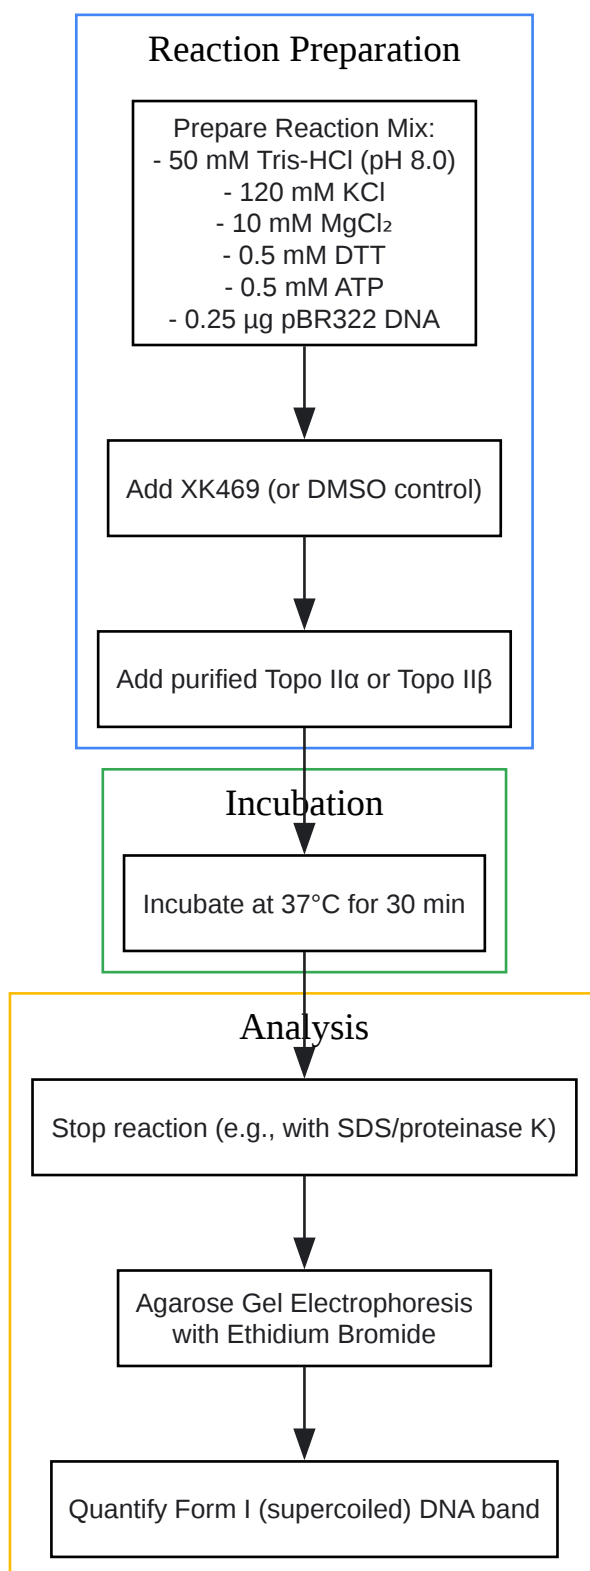 Reaction Preparation
Prepare Reaction Mix:
- 50 mM Tris-HCl (pH 8.0)
- 120 mM KCl
- 10 mM MgCl₂
- 0.5 mM DTT
- 0.5 mM ATP
- 0.25 µg pBR322 DNA
Add XK469 (or DMSO control)
Add purified Topo IIα or Topo IIβ
Incubation
Incubate at 37°C for 30 min
Analysis
Stop reaction (e.g., with SDS/proteinase K)
Agarose Gel Electrophoresis
with Ethidium Bromide
Quantify Form I (supercoiled) DNA band